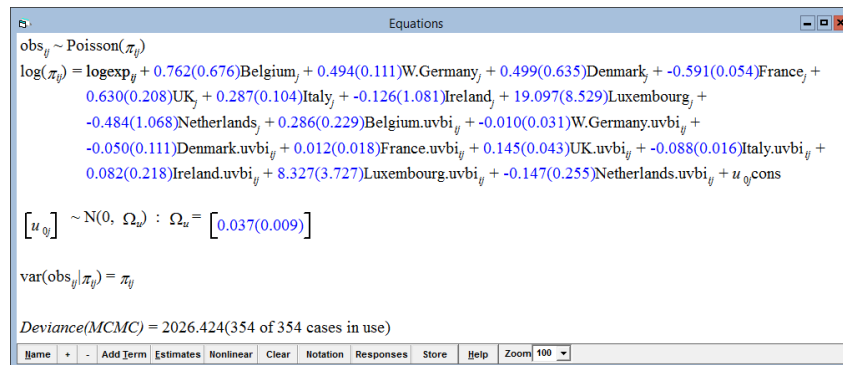 Equations
obs_ij ~ Poisson(π_ij)
log(π_ij) = logexp_ij + 0.762(0.676)Belgium_j + 0.494(0.111)W.Germany_j + 0.499(0.635)Denmark_j + -0.591(0.054)France_j +
0.630(0.208)UK_j + 0.287(0.104)Italy_j + -0.126(1.081)Ireland_j + 19.097(8.529)Luxembourg_j +
-0.484(1.068)Netherlands_j + 0.286(0.229)Belgium.uvbi_ij + -0.010(0.031)W.Germany.uvbi_ij +
-0.050(0.111)Denmark.uvbi_ij + 0.012(0.018)France.uvbi_ij + 0.145(0.043)UK.uvbi_ij + -0.088(0.016)Italy.uvbi_ij +
0.082(0.218)Ireland.uvbi_ij + 8.327(3.727)Luxembourg.uvbi_ij + -0.147(0.255)Netherlands.uvbi_ij + u_0j cons
[u_0j] ~ N(0, Ω_u) : Ω_u = [0.037(0.009)]
var(obs_ij|π_ij) = π_ij
Deviance(MCMC) = 2026.424(354 of 354 cases in use)
Name + - Add Term Estimates Nonlinear Clear Notation Responses Store Help Zoom 100